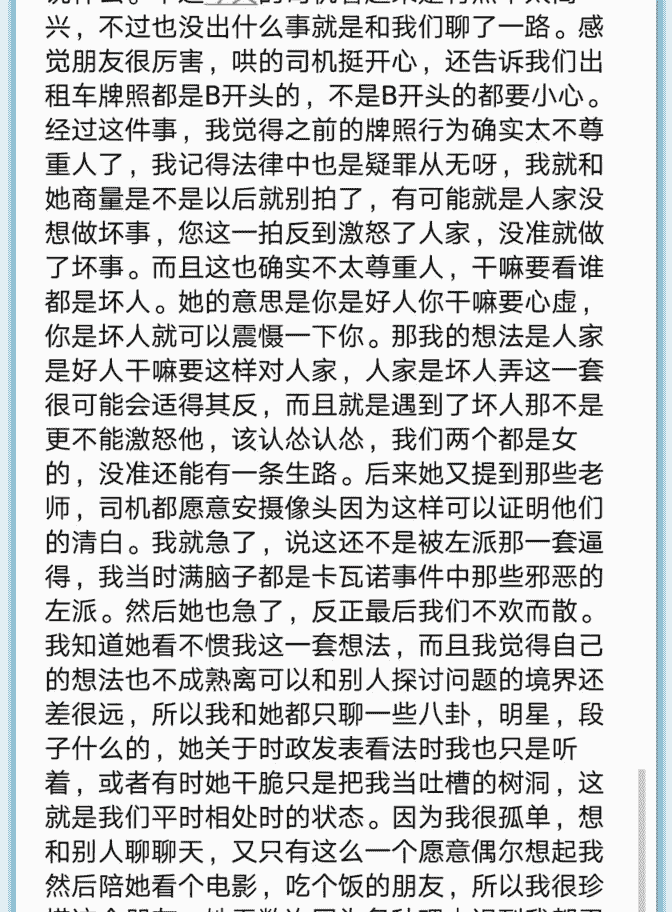 兴，不过也没出什么事就是和我们聊了一路。感
觉朋友很厉害，哄的司机挺开心，还告诉我们出
租车牌照都是B开头的，不是B开头的都要小心。
经过这件事，我觉得之前的牌照行为确实太不尊
重人了，我记得法律中也是疑罪从无呀，我就和
她商量是不是以后就别拍了，有可能就是人家没
想做坏事，您这一拍反到激怒了人家，没准就做
了坏事。而且这也确实不太尊重人，干嘛要看谁
都是坏人。她的意思是你是好人你干嘛要心虚，
你是坏人就可以震慑一下你。那我的想法是人家
是好人干嘛要这样对人家，人家是坏人弄这一套
很可能会适得其反，而且就是遇到了坏人那不是
更不能激怒他，该认怂认怂，我们两个都是女
的，没准还能有一条生路。后来她又提到那些老
师，司机都愿意安摄像头因为这样可以证明他们
的清白。我就急了，说这还不是被左派那一套逼
得，我当时满脑子都是卡瓦诺事件中那些邪恶的
左派。然后她也急了，反正最后我们不欢而散。
我知道她看不惯我这一套想法，而且我觉得自己
的想法也不成熟离可以和别人探讨问题的境界还
差很远，所以我和她都只聊一些八卦，明星，段
子什么的，她关于时政发表看法时我也只是听
着，或者有时她干脆只是把我当吐槽的树洞，这
就是我们平时相处时的状态。因为我很孤单，想
和别人聊聊天，又只有这么一个愿意偶尔想起我
然后陪她看个电影，吃个饭的朋友，所以我很珍